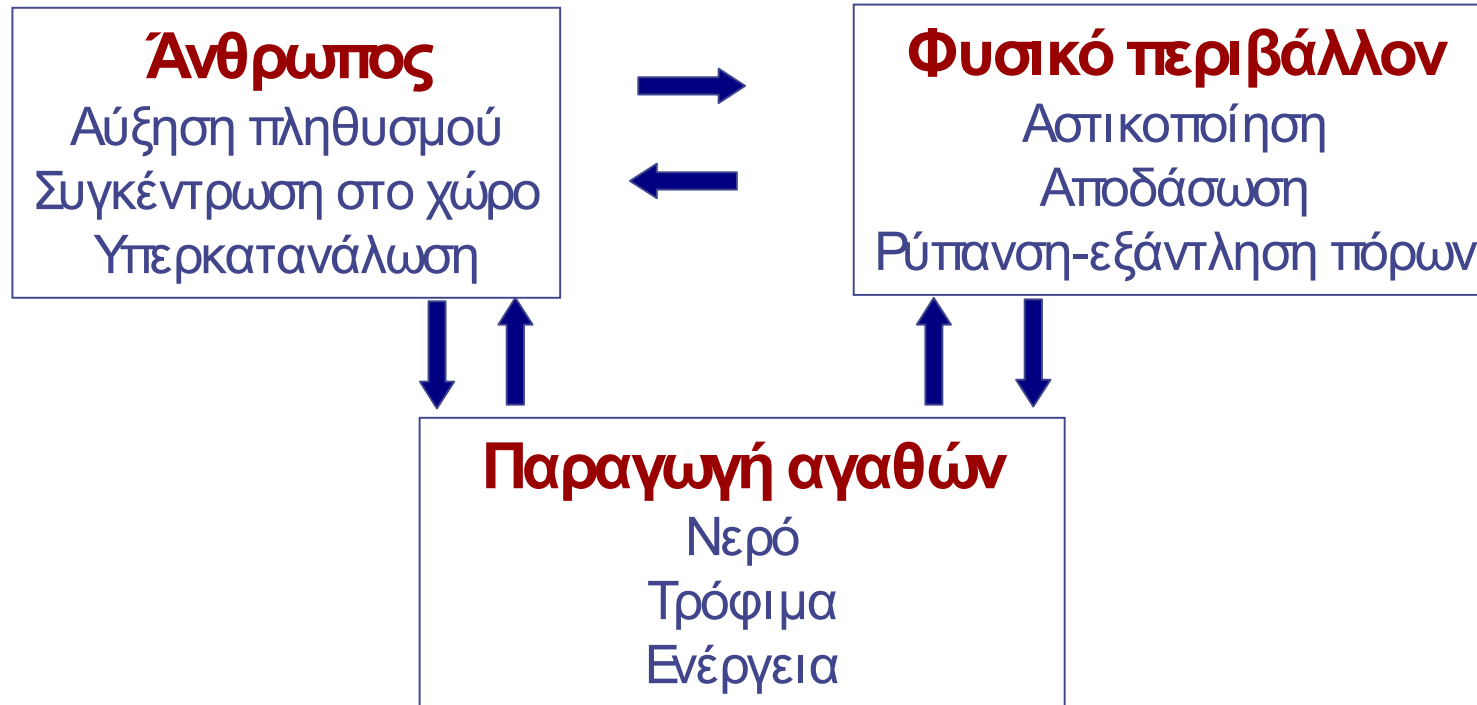 Άνθρωπος
Αύξηση πληθυσμού
Συγκέντρωση στο χώρο
Υπερκατανάλωση
Φυσικό περιβάλλον
Αστικοποίηση
Αποδάσωση
Ρύπανση-εξάντληση πόρων
Παραγωγή αγαθών
Νερό
Τρόφιμα
Ενέργεια